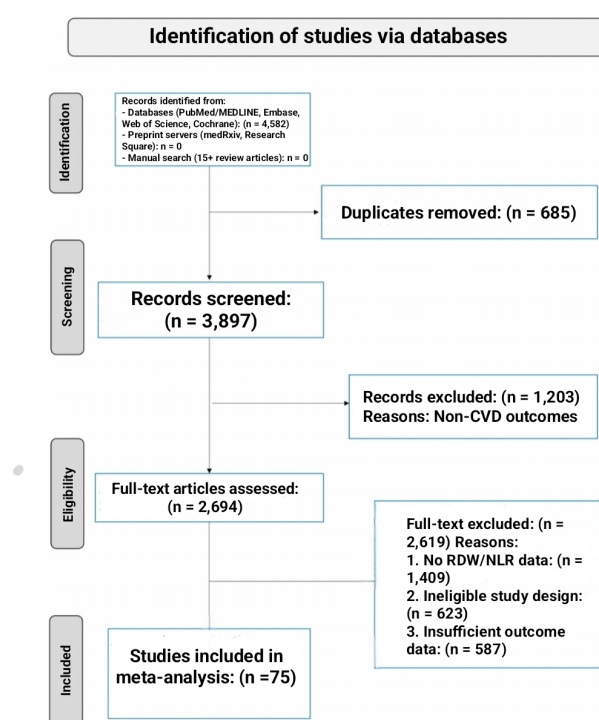 Identification of studies via databases
Identification
Records identified from:
- Databases (PubMed/MEDLINE, Embase,
Web of Science, Cochrane): (n = 4,582)
- Preprint servers (medRxiv, Research
Square): n = 0
- Manual search (15+ review articles): n = 0
Duplicates removed: (n = 685)
Screening
Records screened:
(n = 3,897)
Records excluded: (n = 1,203)
Reasons: Non-CVD outcomes
Eligibility
Full-text articles assessed:
(n = 2,694)
Full-text excluded: (n =
2,619) Reasons:
1. No RDW/NLR data: (n =
1,409)
2. Ineligible study design:
(n = 623)
3. Insufficient outcome
data: (n = 587)
Included
Studies included in
meta-analysis: (n =75)